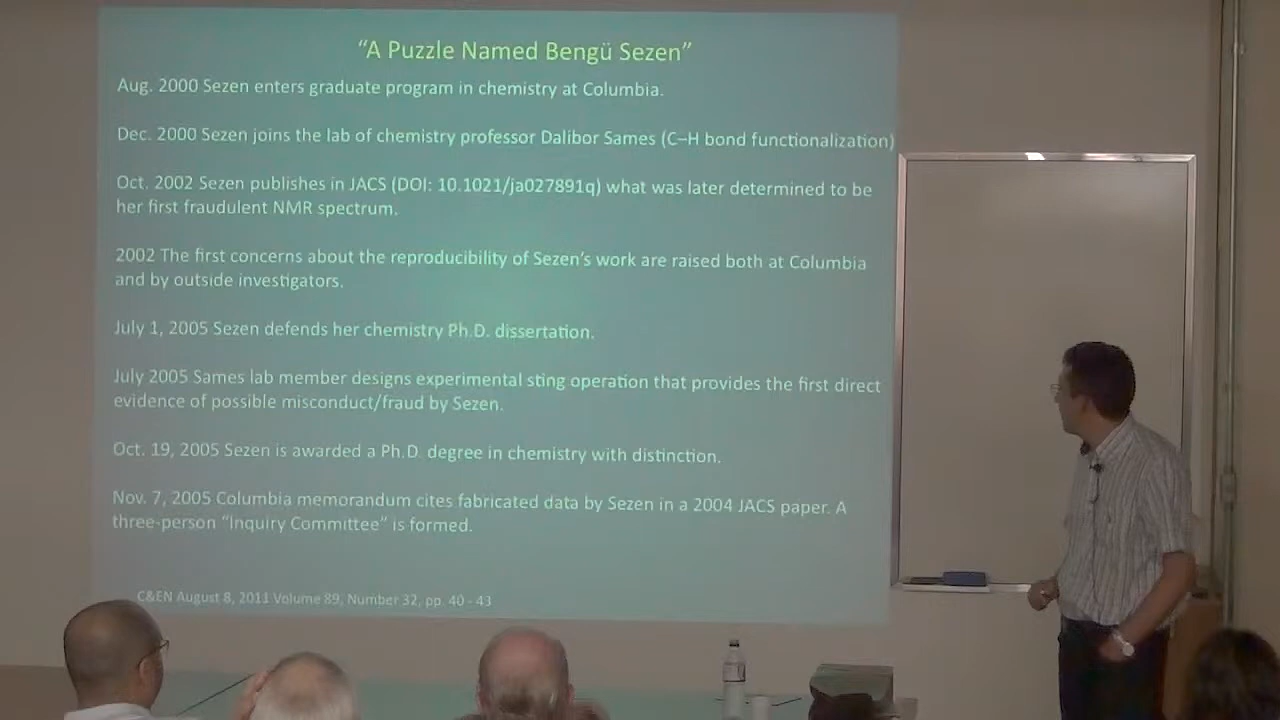 “A Puzzle Named Bengü Sezen”
Aug. 2000 Sezen enters graduate program in chemistry at Columbia.
Dec. 2000 Sezen joins the lab of chemistry professor Dalibor Sames (C–H bond functionalization)
Oct. 2002 Sezen publishes in JACS (DOI: 10.1021/ja027891q) what was later determined to be
her first fraudulent NMR spectrum.
2002 The first concerns about the reproducibility of Sezen’s work are raised both at Columbia
and by outside investigators.
July 1, 2005 Sezen defends her chemistry Ph.D. dissertation.
July 2005 Sames lab member designs experimental sting operation that provides the first direct
evidence of possible misconduct/fraud by Sezen.
Oct. 19, 2005 Sezen is awarded a Ph.D. degree in chemistry with distinction.
Nov. 7, 2005 Columbia memorandum cites fabricated data by Sezen in a 2004 JACS paper. A
three-person “Inquiry Committee” is formed.
C&EN August 8, 2011 Volume 89, Number 32, pp. 40 - 43